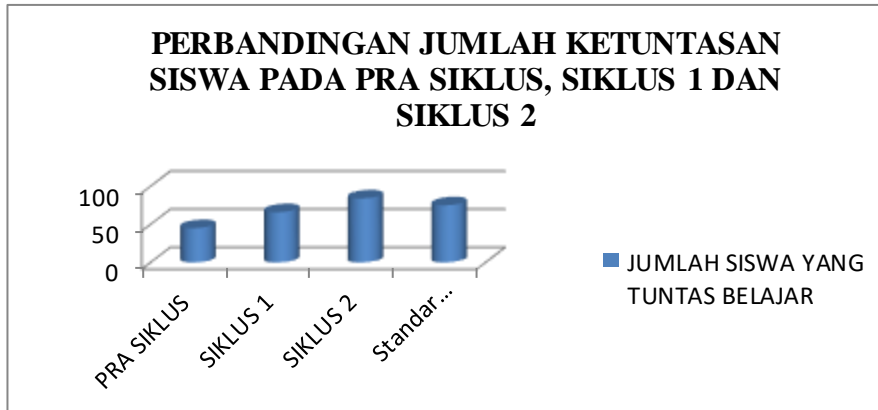 PERBANDINGAN JUMLAH KETUNTASAN
SISWA PADA PRA SIKLUS, SIKLUS 1 DAN
SIKLUS 2
100
50
0
PRA SIKLUS
SIKLUS 1
SIKLUS 2
Standar...
JUMLAH SISWA YANG
TUNTAS BELAJAR